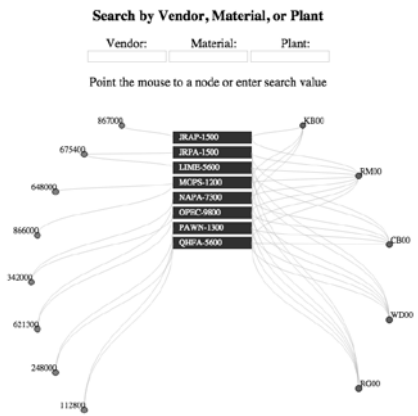 Search by Vendor, Material, or Plant
Vendor: Material: Plant:
Point the mouse to a node or enter search value
867000
KB00
JRAP-1500
675400
JRPA-1500
LIME-5600
RM00
648000
MOPS-1200
NAPA-7300
OPEC-9800
866000
PAWN-1300
QHFA-5600
CB00
342000
WD00
621300
248000
RG00
112800